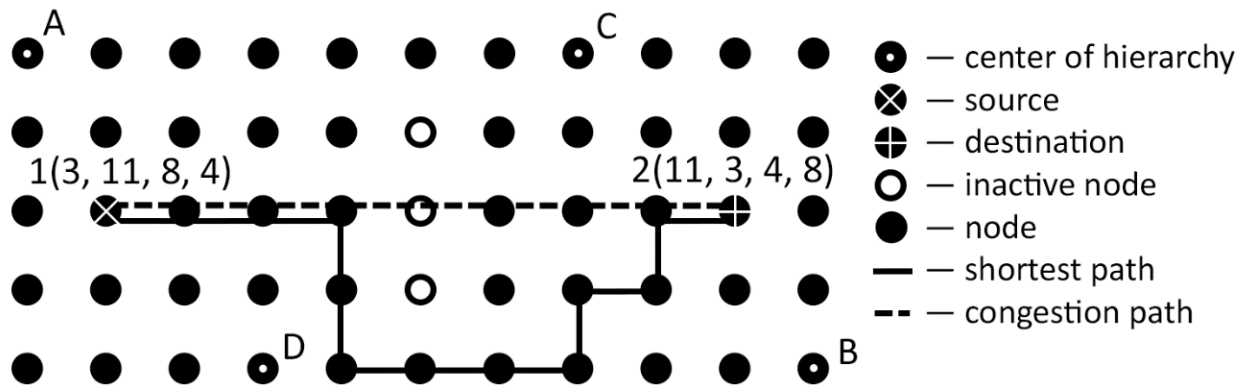 A
C
1(3, 11, 8, 4)
2(11, 3, 4, 8)
D
B
— center of hierarchy
— source
— destination
— inactive node
— node
— shortest path
— congestion path